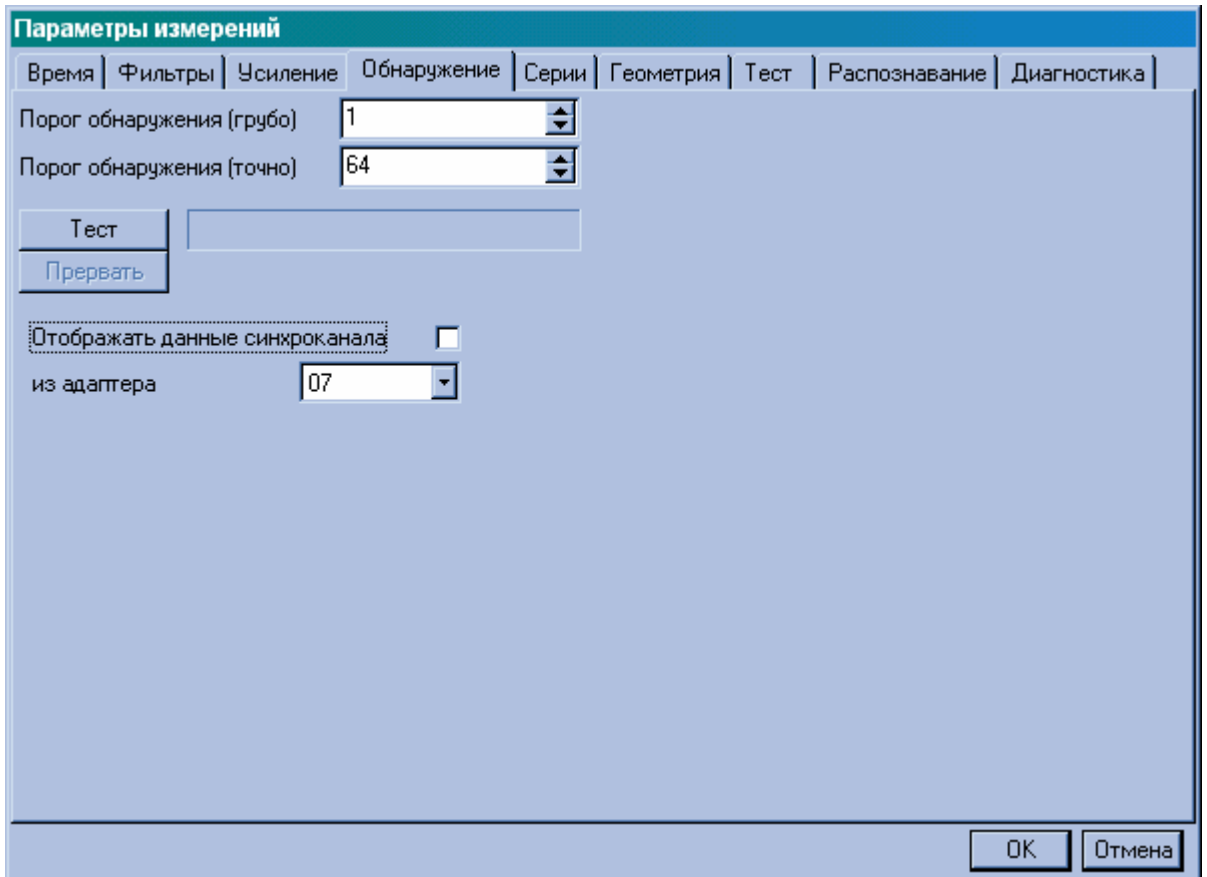 Параметры измерений
Время Фильтры Усиление Обнаружение Серии Геометрия Тест Распознавание Диагностика
Порог обнаружения (грубо) 1
Порог обнаружения (точно) 64
Тест
Прервать
Отображать данные синхроканала
из адаптера 07
OK Отмена